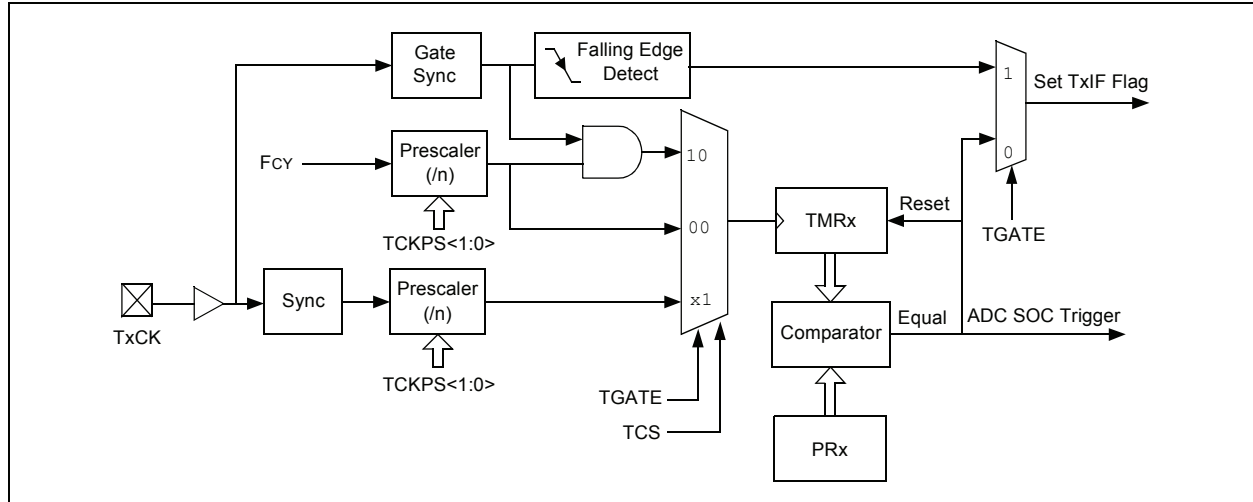 Gate
Sync
Falling Edge
Detect
1
Set TxIF Flag
0
TGATE
FCY
Prescaler
(/n)
TCKPS<1:0>
10
00
x1
TMRx
Reset
TxCK
Sync
Prescaler
(/n)
TCKPS<1:0>
Comparator
Equal
ADC SOC Trigger
TGATE
TCS
PRx